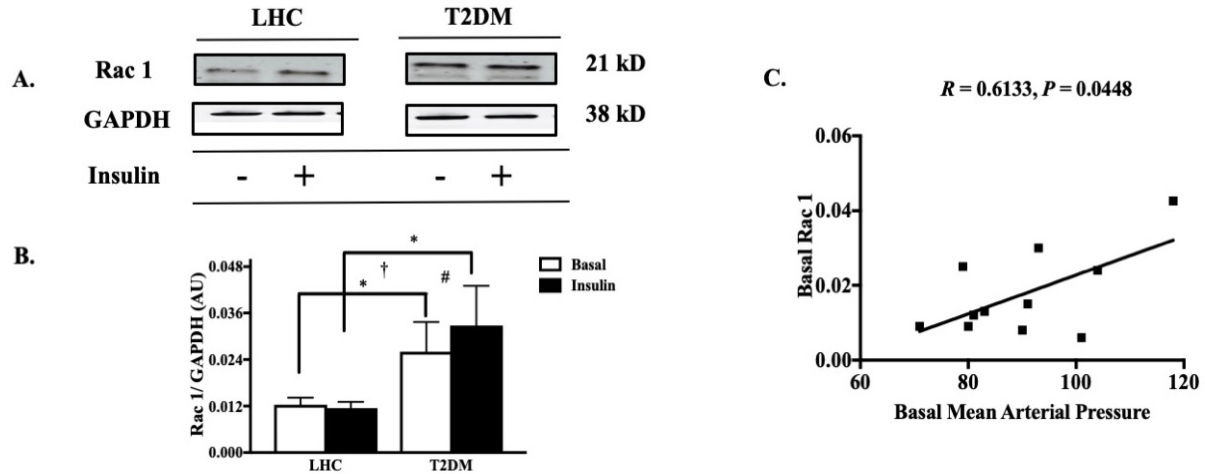 LHC T2DM
A.
Rac 1 21 kD
GAPDH 38 kD
Insulin - + - +
B.
* † * #
Basal
Insulin
Rac 1/ GAPDH (AU)
0.048
0.036
0.024
0.012
0.000
LHC T2DM
C.
R = 0.6133, P = 0.0448
Basal Rac 1
0.06
0.04
0.02
0.00
60 80 100 120
Basal Mean Arterial Pressure